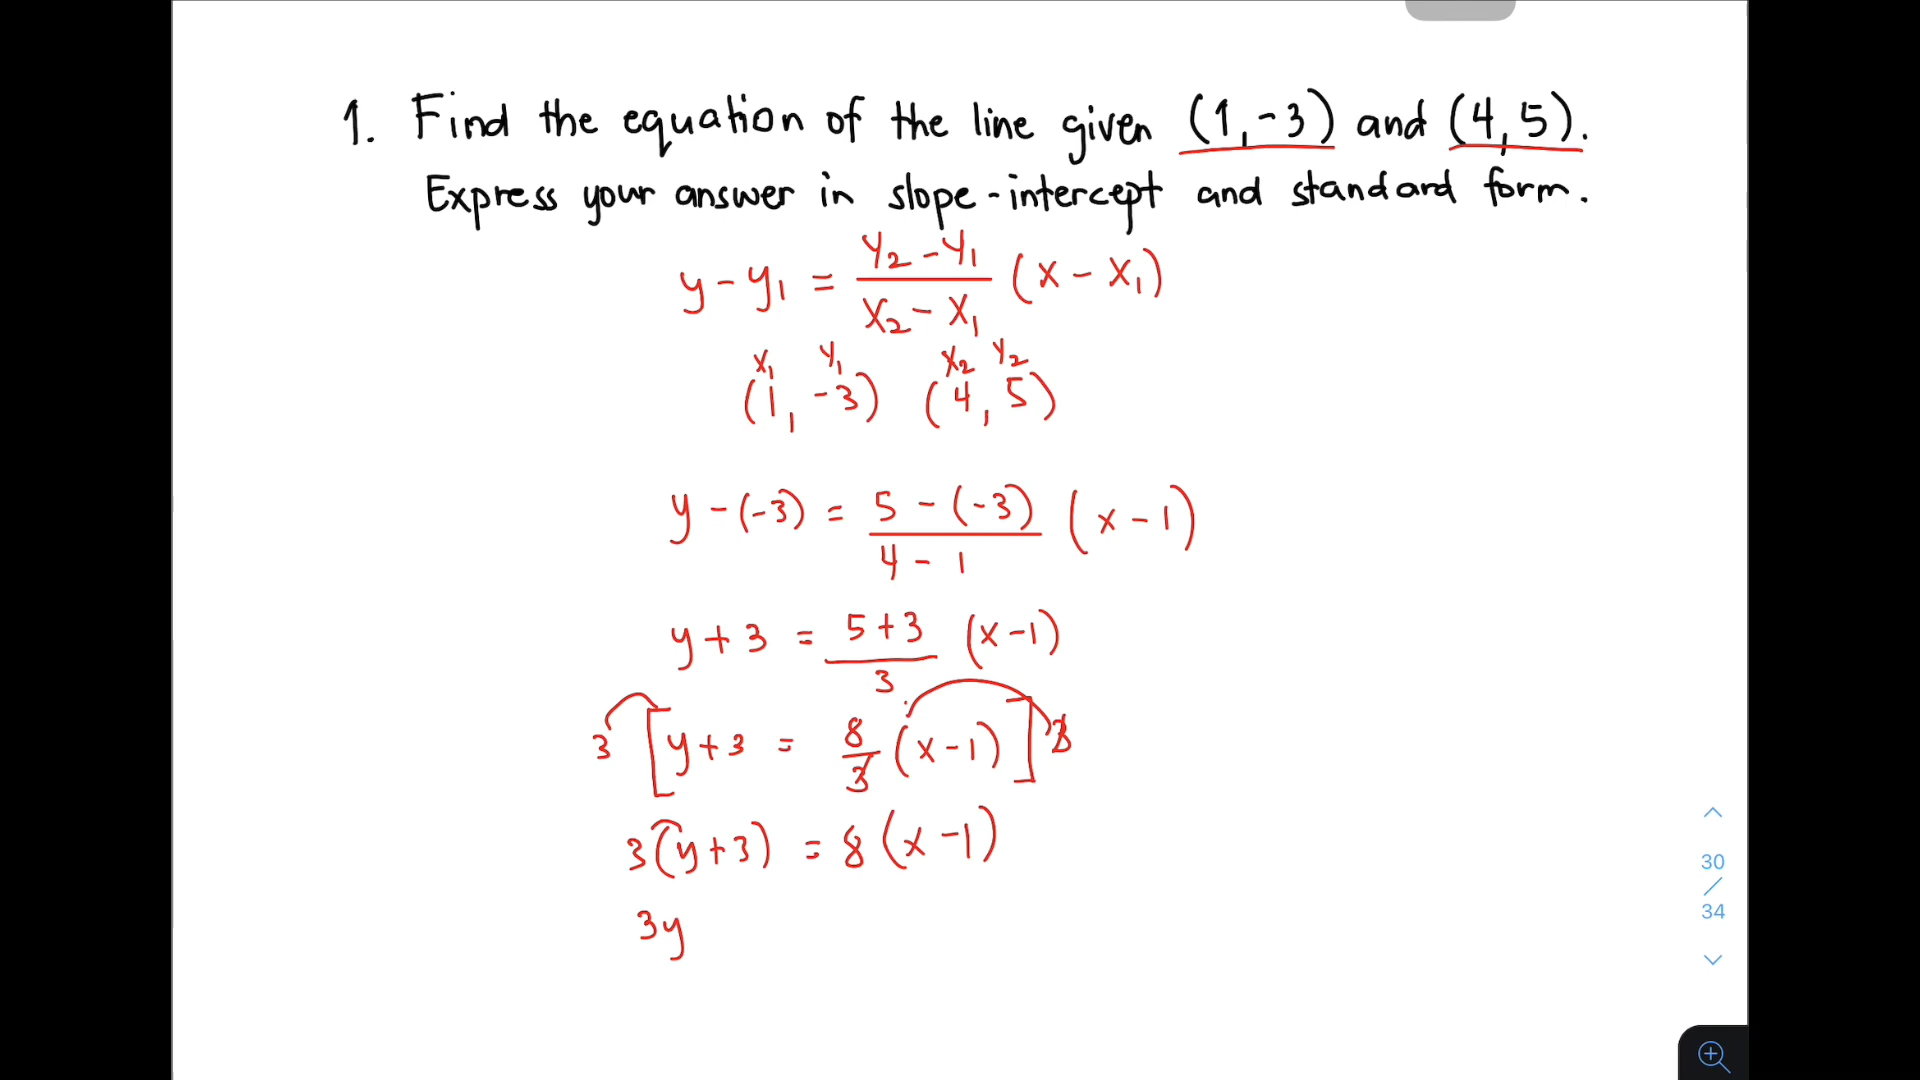 1. Find the equation of the line given (1,-3) and (4,5).
Express your answer in slope-intercept and standard form.
y - y₁ = (y₂ - y₁)/(x₂ - x₁) (x - x₁)
x₁ y₁ x₂ y₂
(1, -3) (4, 5)
y - (-3) = (5 - (-3))/(4 - 1) (x - 1)
y + 3 = (5 + 3)/3 (x - 1)
3 [y + 3 = 8/3 (x - 1)] 3
3(y + 3) = 8(x - 1)
3y
30
/
34